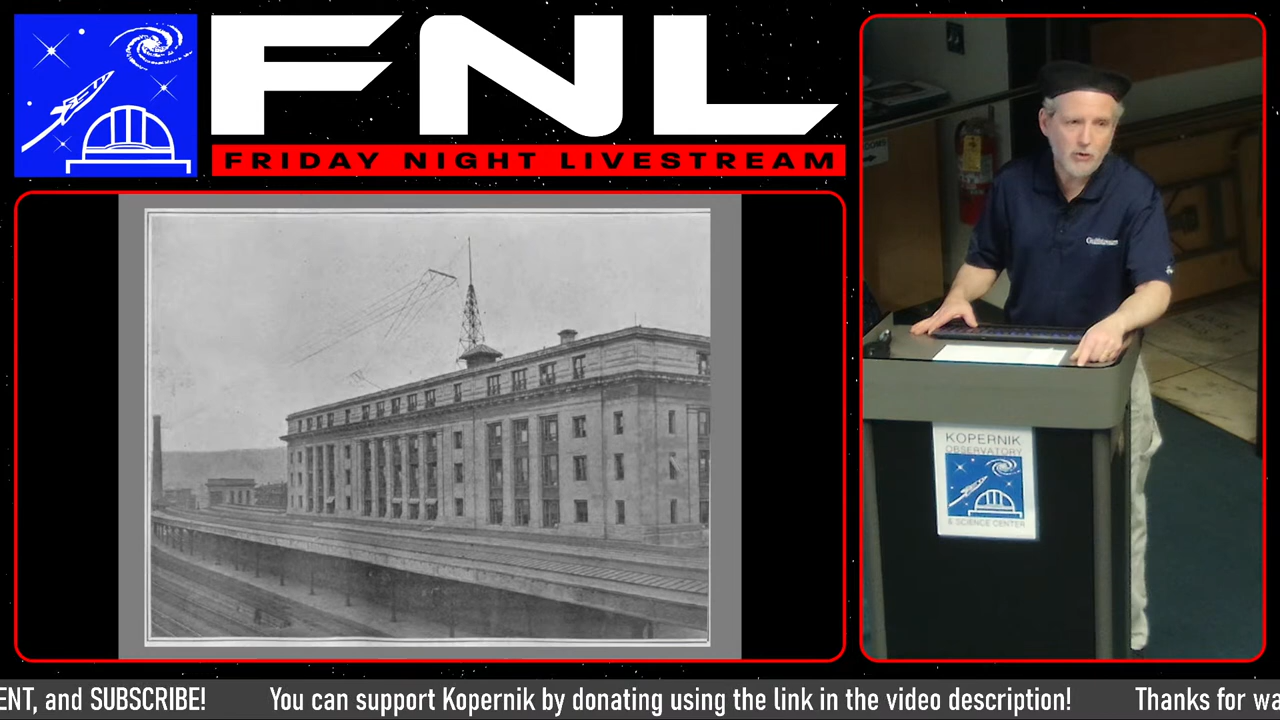 FNL
FRIDAY NIGHT LIVESTREAM
KOPERNIK
OBSERVATORY
& SCIENCE CENTER
ENT, and SUBSCRIBE! You can support Kopernik by donating using the link in the video description! Thanks for wa